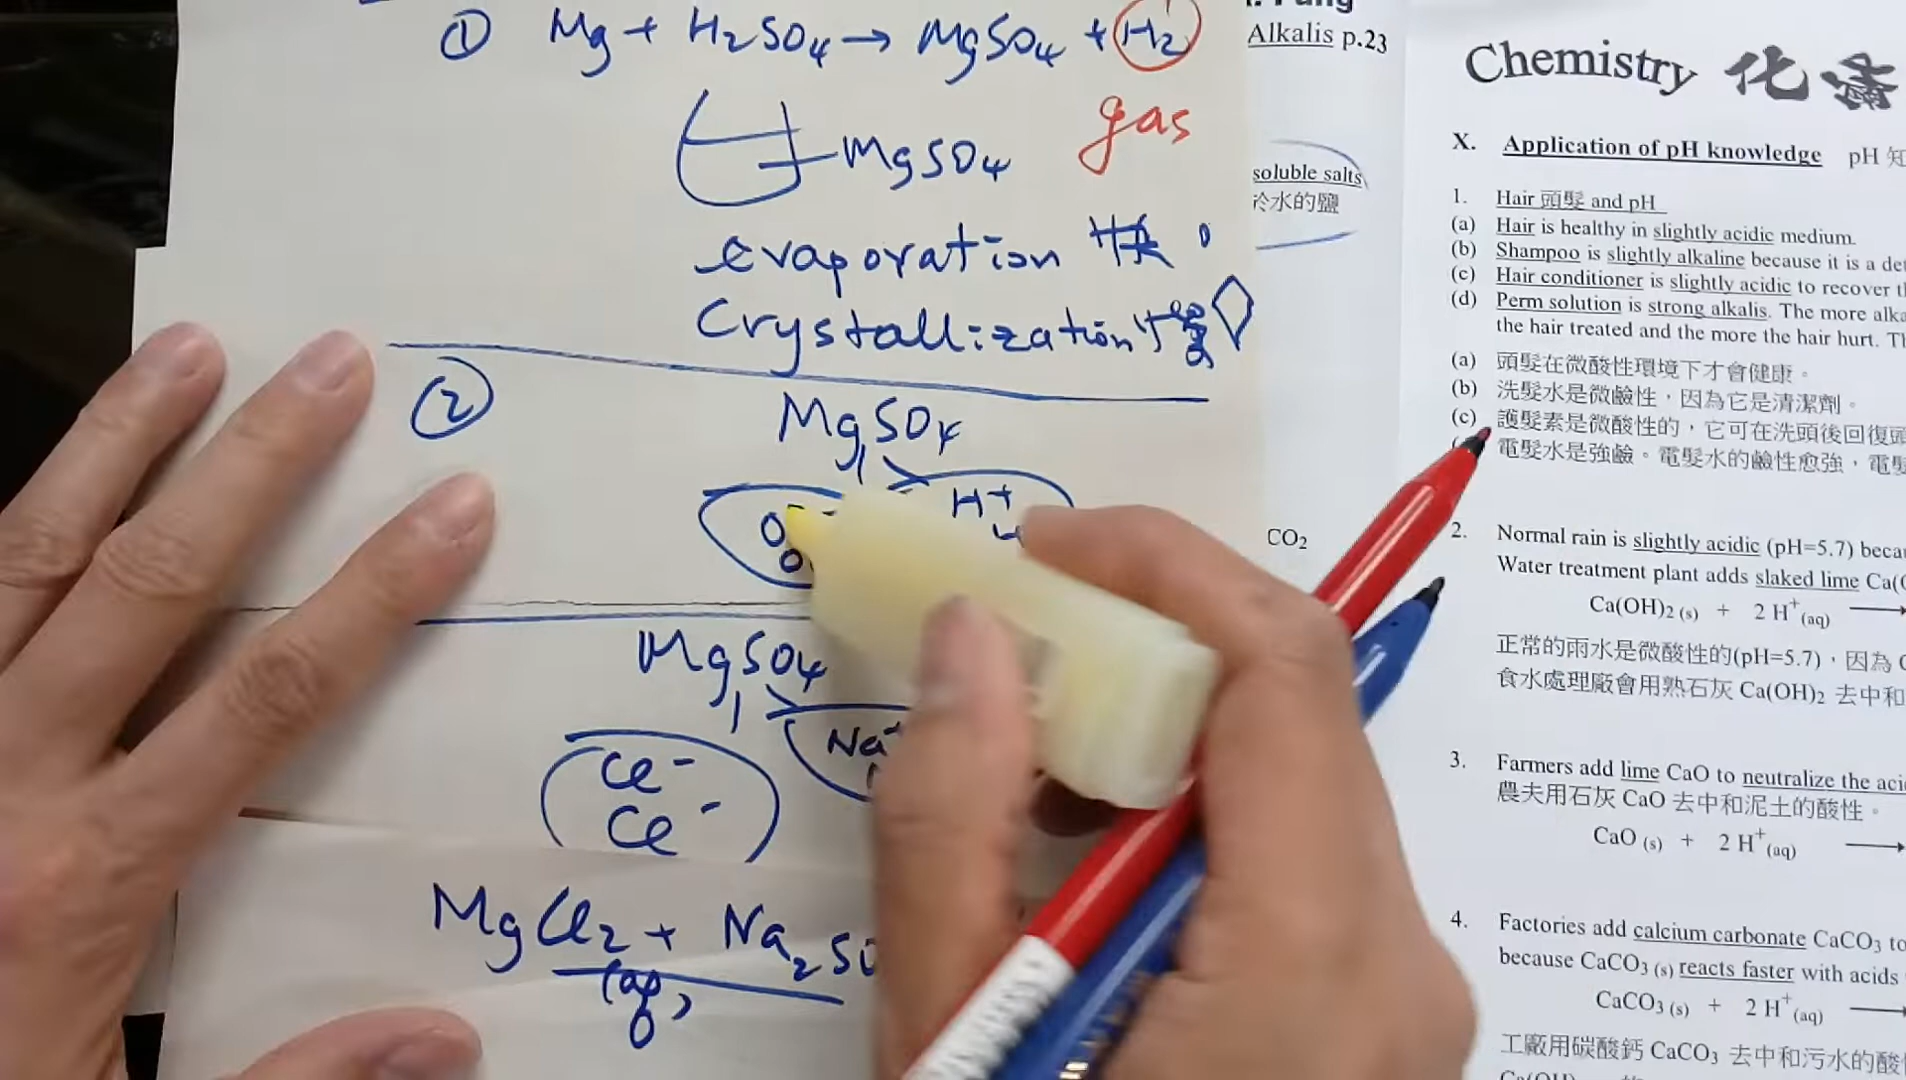 ① Mg + H2SO4 → MgSO4 + H2
gas
MgSO4
evaporation 快
Crystallization 慢
②
MgSO4
H+
MgSO4
Cl-
Cl-
Na+
MgCl2 + Na2SO
(aq)
Alkalis p.23
soluble salts
於水的鹽
CO2
Chemistry 化
X. Application of pH knowledge pH 知
1. Hair 頭髮 and pH
(a) Hair is healthy in slightly acidic medium.
(b) Shampoo is slightly alkaline because it is a de
(c) Hair conditioner is slightly acidic to recover
(d) Perm solution is strong alkalis. The more alka
the hair treated and the more the hair hurt.
(a) 頭髮在微酸性環境下才會健康。
(b) 洗髮水是微鹼性，因為它是清潔劑。
(c) 護髮素是微酸性的，它可在洗頭後回復頭
電髮水是強鹼。電髮水的鹼性愈強，電髮
2. Normal rain is slightly acidic (pH=5.7) beca
Water treatment plant adds slaked lime Ca(
Ca(OH)2 (s) + 2 H+(aq) →
正常的雨水是微酸性的(pH=5.7)，因為
食水處理廠會用熟石灰 Ca(OH)2 去中和
3. Farmers add lime CaO to neutralize the aci
農夫用石灰 CaO 去中和泥土的酸性。
CaO (s) + 2 H+(aq) →
4. Factories add calcium carbonate CaCO3 to
because CaCO3 (s) reacts faster with acids
CaCO3 (s) + 2 H+(aq) →
工廠用碳酸鈣 CaCO3 去中和污水的酸